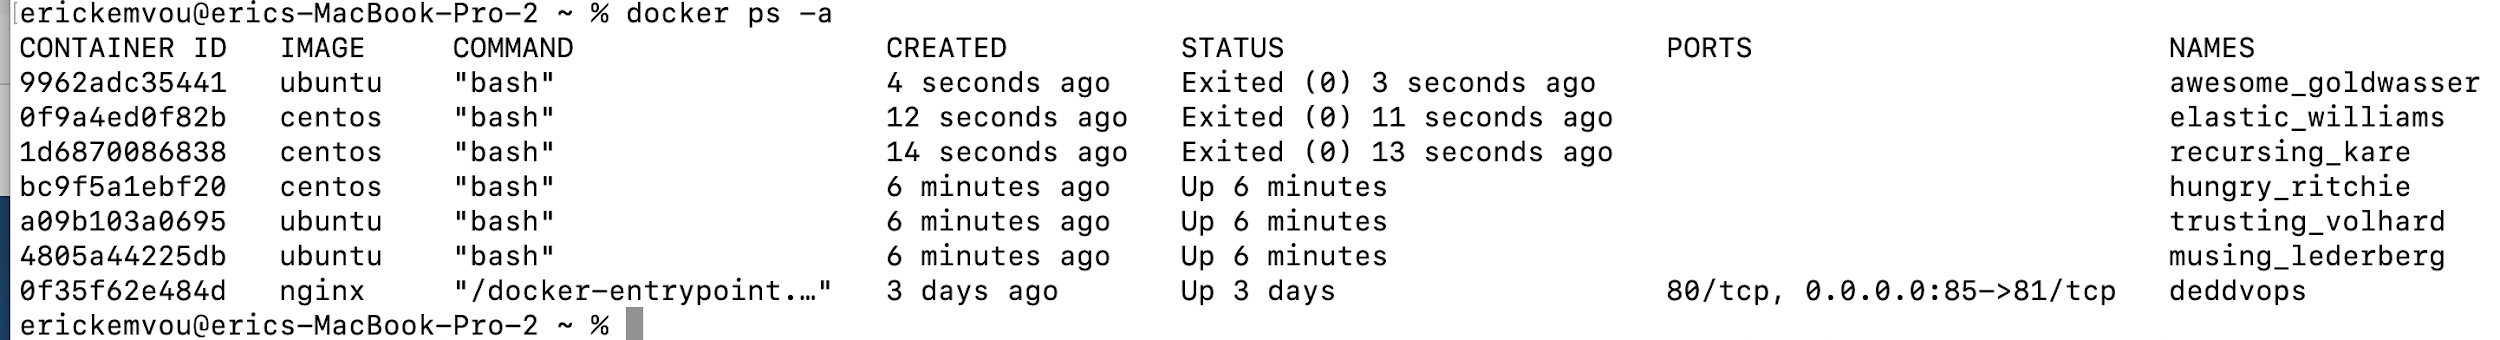 erickemvou@erics-MacBook-Pro-2 ~ % docker ps -a
CONTAINER ID   IMAGE     COMMAND                  CREATED          STATUS                      PORTS                        NAMES
9962adc35441   ubuntu    "bash"                   4 seconds ago    Exited (0) 3 seconds ago                                 awesome_goldwasser
0f9a4ed0f82b   centos    "bash"                   12 seconds ago   Exited (0) 11 seconds ago                                elastic_williams
1d6870086838   centos    "bash"                   14 seconds ago   Exited (0) 13 seconds ago                                recursing_kare
bc9f5a1ebf20   centos    "bash"                   6 minutes ago    Up 6 minutes                                             hungry_ritchie
a09b103a0695   ubuntu    "bash"                   6 minutes ago    Up 6 minutes                                             trusting_volhard
4805a44225db   ubuntu    "bash"                   6 minutes ago    Up 6 minutes                                             musing_lederberg
0f35f62e484d   nginx     "/docker-entrypoint.…"   3 days ago       Up 3 days                   80/tcp, 0.0.0.0:85->81/tcp   deddvops
erickemvou@erics-MacBook-Pro-2 ~ %